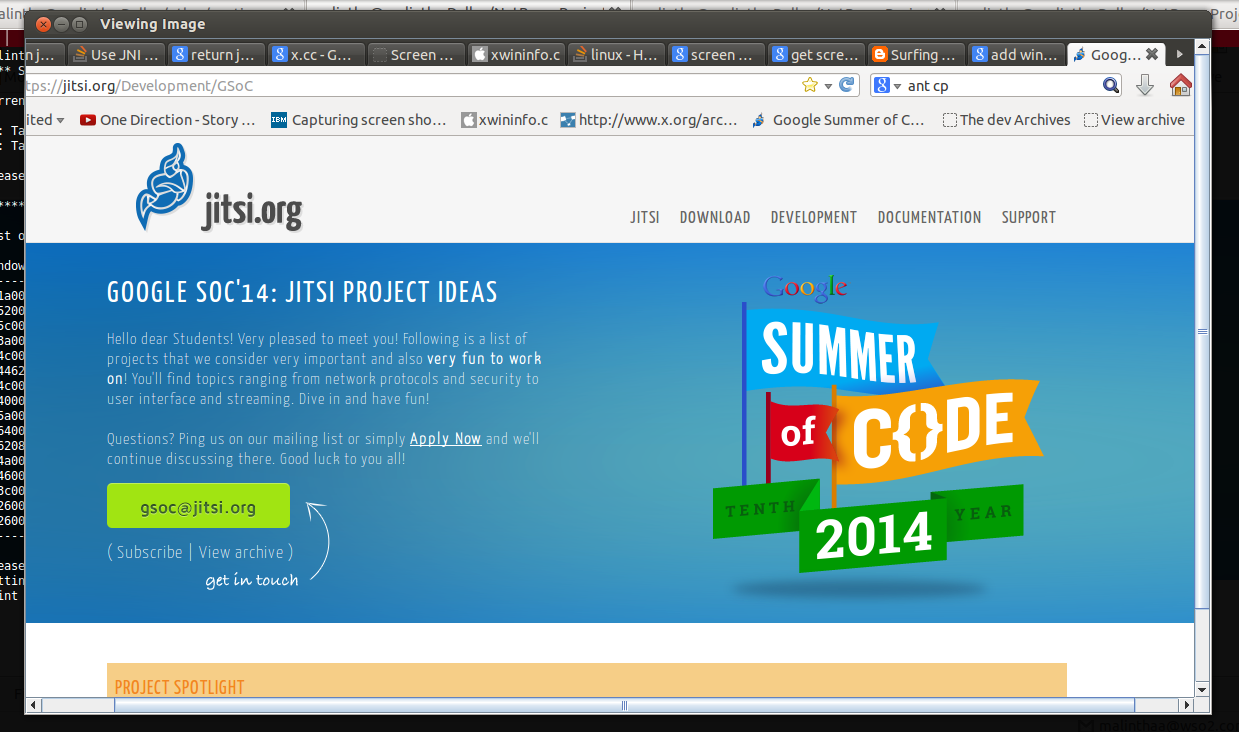 Viewing Image
n j...
Use JNI ...
return j...
x.cc - G...
Screen ...
xwininfo.c
linux - H...
screen ...
get scre...
Surfing ...
add win...
Goog...
tps://jitsi.org/Development/GSoC
ant cp
ited
One Direction - Story ...
IBM
Capturing screen sho...
xwininfo.c
http://www.x.org/arc...
Google Summer of C...
The dev Archives
View archive
jitsi.org
JITSI DOWNLOAD DEVELOPMENT DOCUMENTATION SUPPORT
GOOGLE SOC'14: JITSI PROJECT IDEAS
Hello dear Students! Very pleased to meet you! Following is a list of
projects that we consider very important and also very fun to work
on! You'll find topics ranging from network protocols and security to
user interface and streaming. Dive in and have fun!
Questions? Ping us on our mailing list or simply Apply Now and we'll
continue discussing there. Good luck to you all!
gsoc@jitsi.org
( Subscribe | View archive )
get in touch
Google
SUMMER
of
CODE
TENTH
YEAR
2014
PROJECT SPOTLIGHT